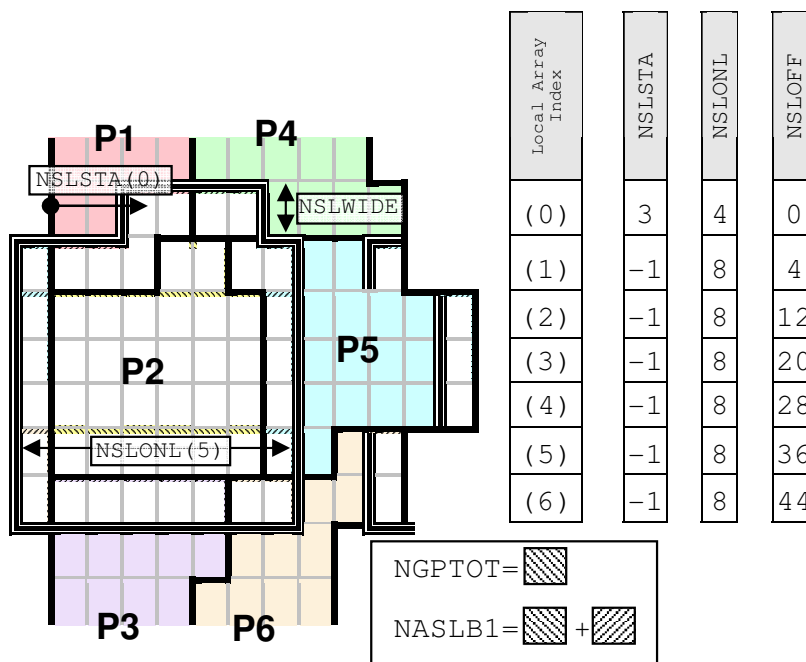 P1
P4
NSLSTA(0)
NSLWIDE
P2
P5
NSLONL(5)
P3
P6
Local Array Index NSLSTA NSLONL NSLOFF
(0) 3 4 0
(1) -1 8 4
(2) -1 8 12
(3) -1 8 20
(4) -1 8 28
(5) -1 8 36
(6) -1 8 44
NGPTOT=
NASLB1= +